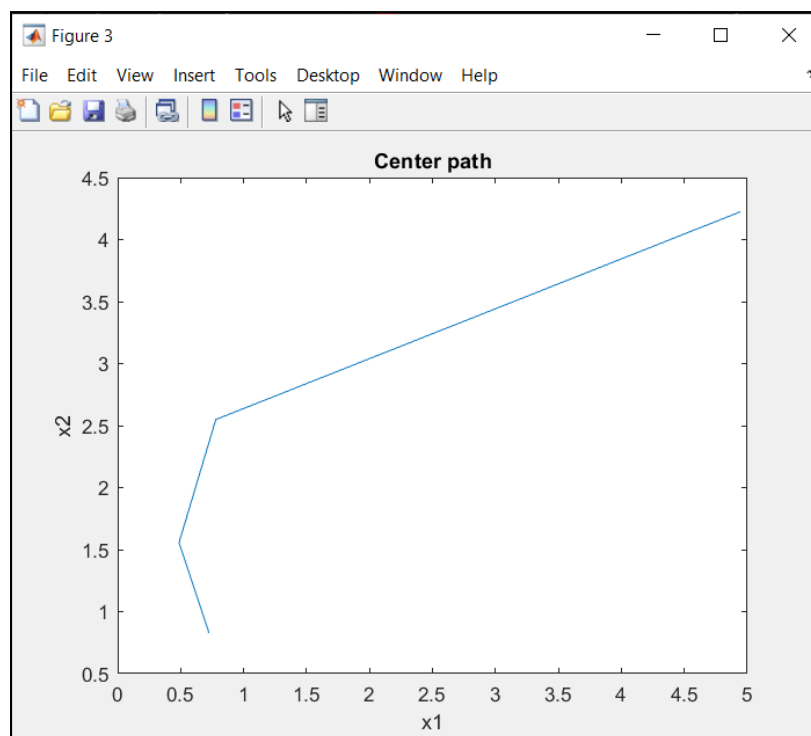 Figure 3
File Edit View Insert Tools Desktop Window Help
Center path
4.5
4
3.5
3
2.5
2
1.5
1
0.5
x2
0 0.5 1 1.5 2 2.5 3 3.5 4 4.5 5
x1